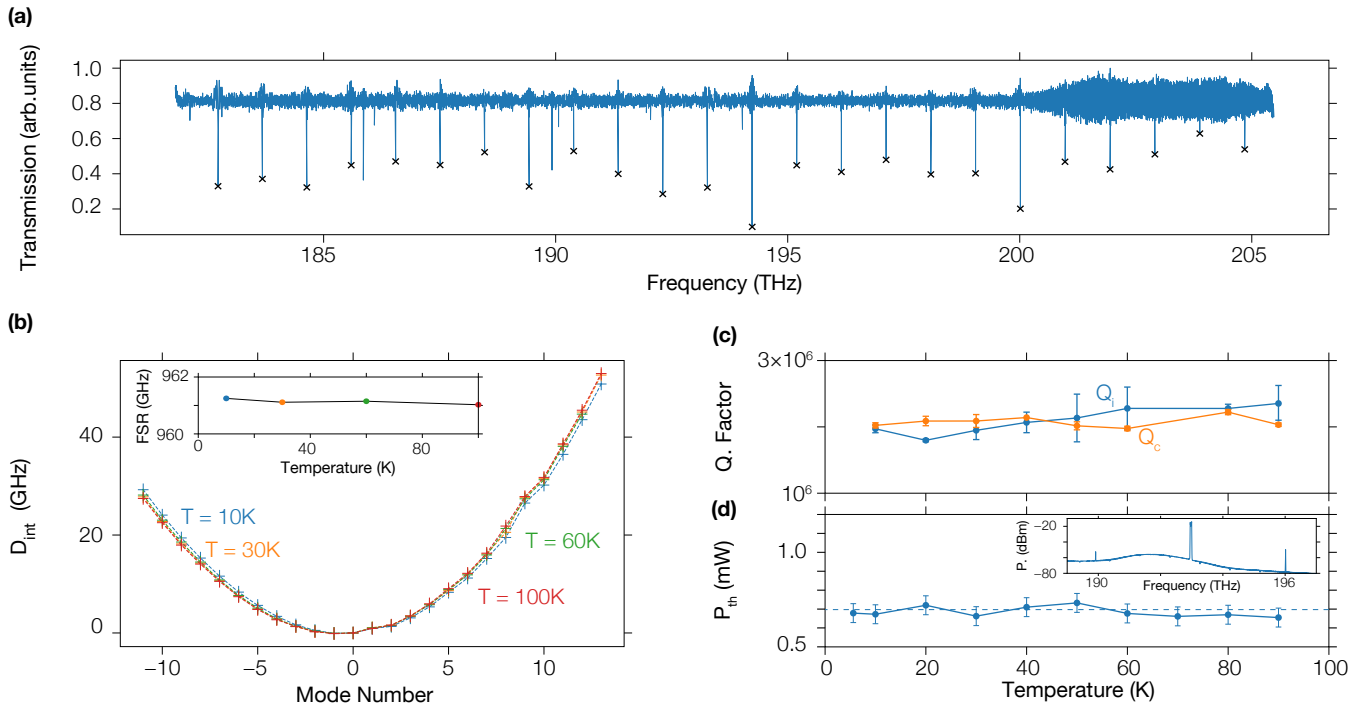 (a)
Transmission (arb.units)
1.0
0.8
0.6
0.4
0.2
185
190
195
200
205
Frequency (THz)
(b)
D_int (GHz)
40
20
0
−10
−5
0
5
10
Mode Number
FSR (GHz)
962
960
0
40
80
Temperature (K)
T = 10K
T = 30K
T = 60K
T = 100K
(c)
Q. Factor
3×10⁶
10⁶
Q_i
Q_c
(d)
P_th (mW)
1.0
0.5
0
20
40
60
80
100
Temperature (K)
P. (dBm)
−20
−80
190
196
Frequency (THz)